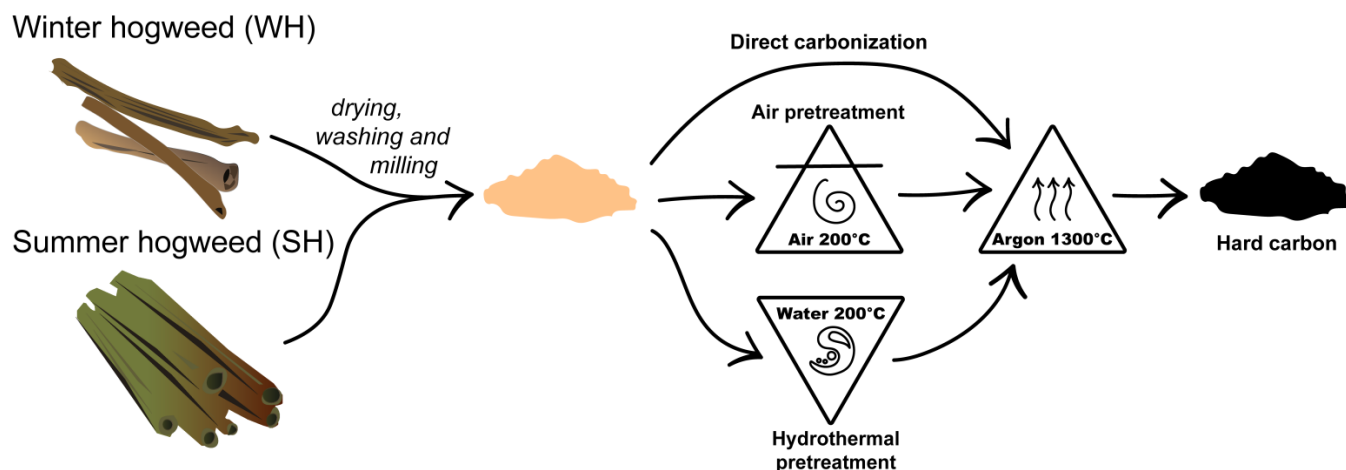 Winter hogweed (WH)
drying,
washing and
milling
Summer hogweed (SH)
Direct carbonization
Air pretreatment
Air 200°C
Water 200°C
Hydrothermal
pretreatment
Argon 1300°C
Hard carbon